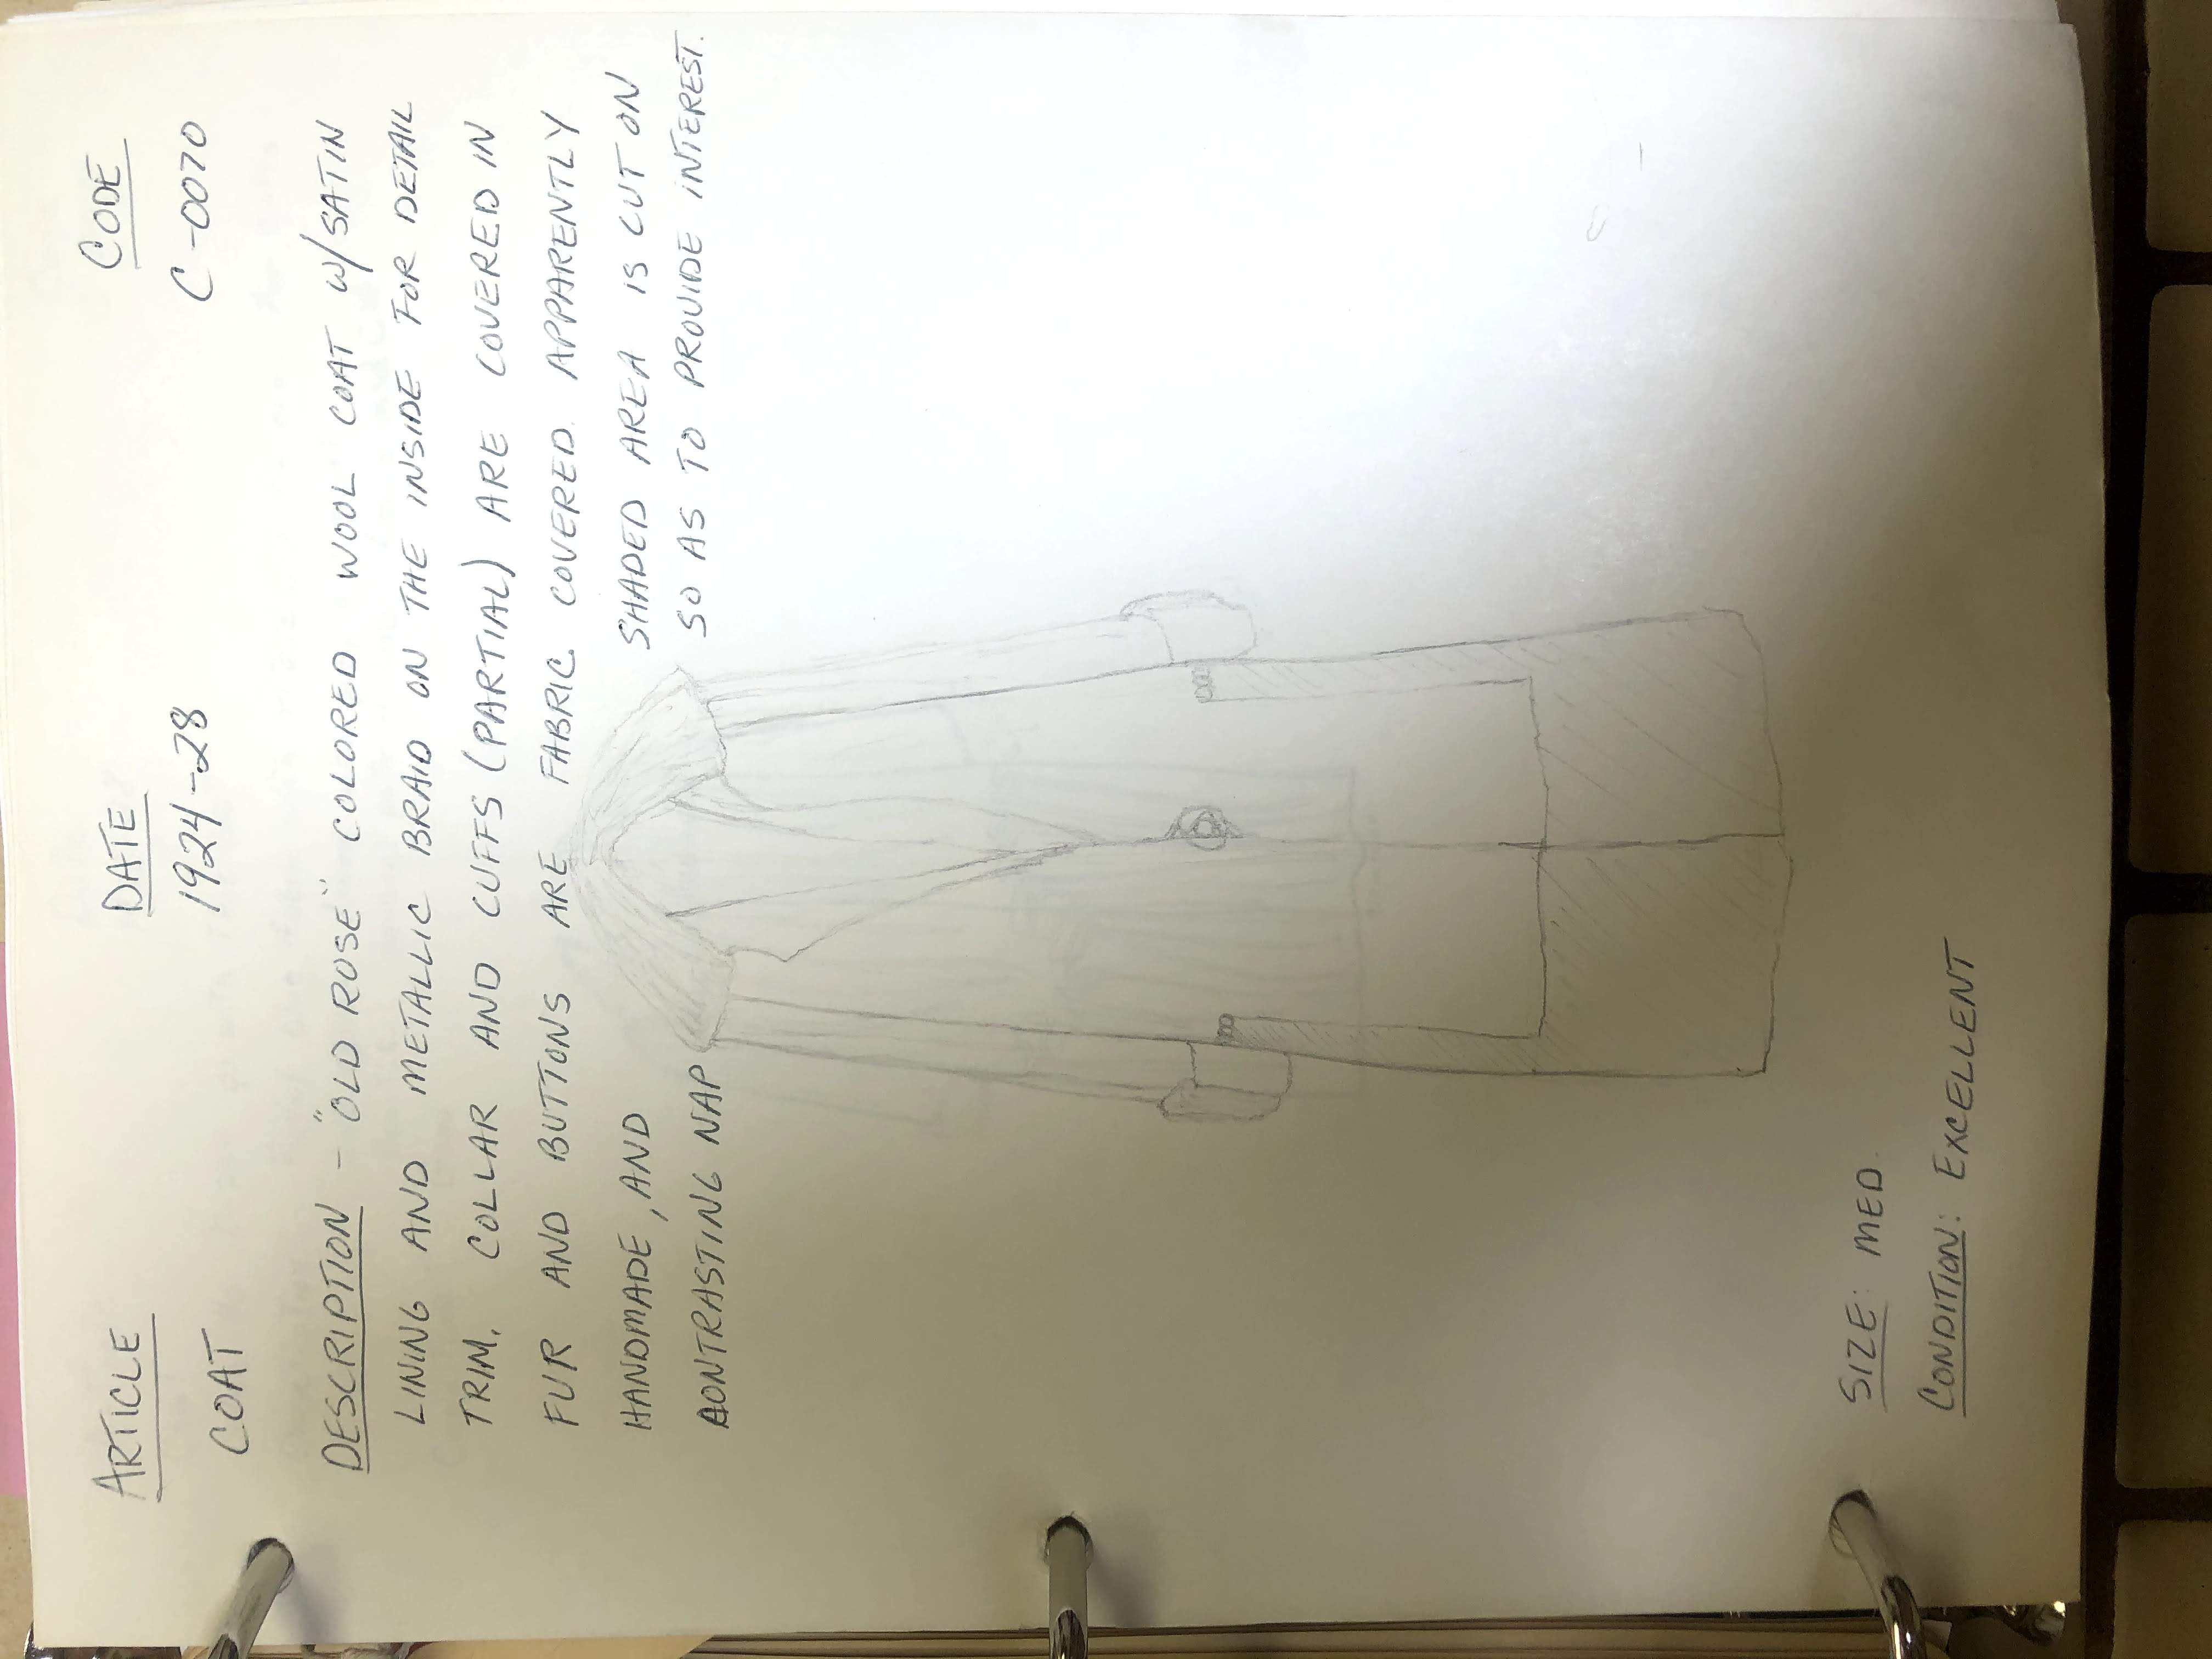 ARTICLE DATE CODE
COAT 1924-28 C-0070
DESCRIPTION - "OLD ROSE" COLORED WOOL COAT W/SATIN
LINING AND METALLIC BRAID ON THE INSIDE FOR DETAIL
TRIM. COLLAR AND CUFFS (PARTIAL) ARE COVERED IN
FUR AND BUTTONS ARE FABRIC COVERED. APPARENTLY
HANDMADE, AND SHADED AREA IS CUT ON
CONTRASTING NAP SO AS TO PROVIDE INTEREST.
SIZE: MED.
CONDITION: EXCELLENT